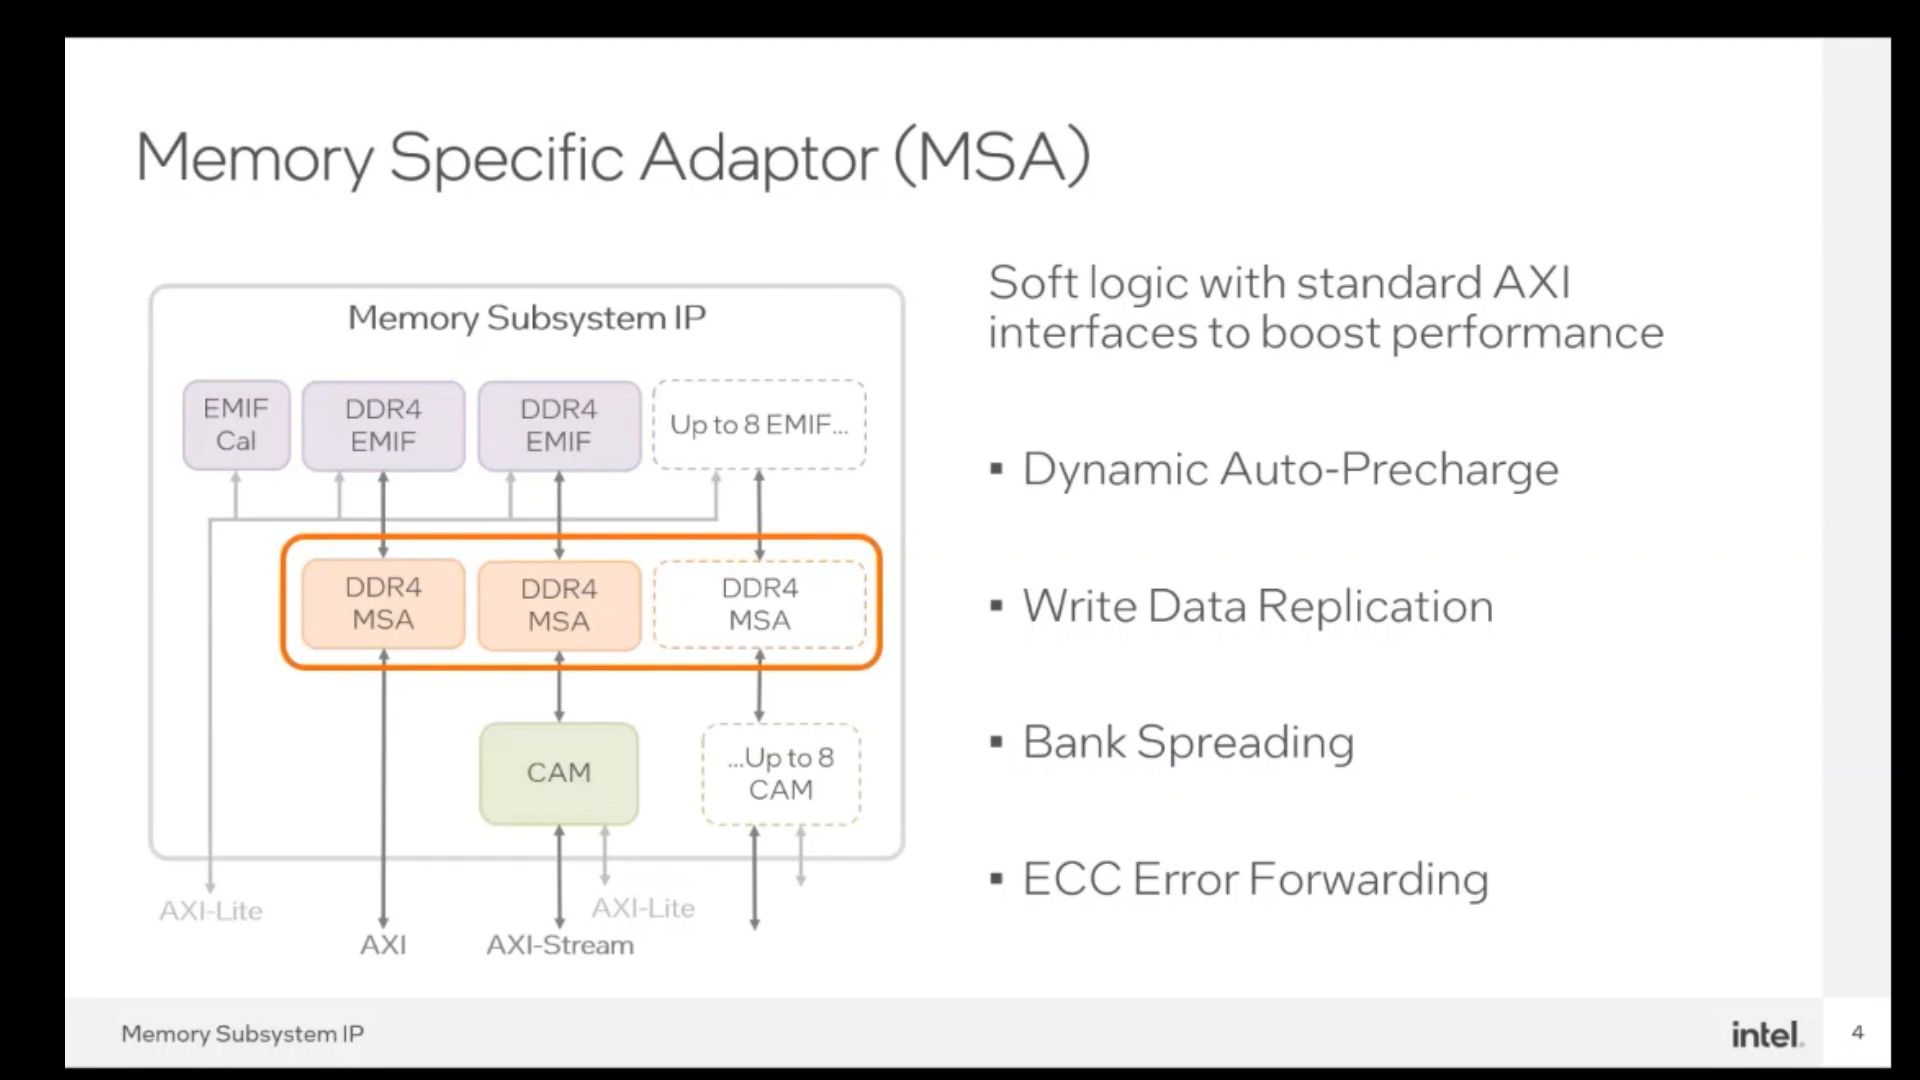 Memory Specific Adaptor (MSA)
Memory Subsystem IP
EMIF
Cal
DDR4
EMIF
DDR4
EMIF
Up to 8 EMIF...
DDR4
MSA
DDR4
MSA
DDR4
MSA
CAM
...Up to 8
CAM
AXI-Lite
AXI
AXI-Stream
AXI-Lite
Soft logic with standard AXI
interfaces to boost performance
▪ Dynamic Auto-Precharge
▪ Write Data Replication
▪ Bank Spreading
▪ ECC Error Forwarding
Memory Subsystem IP
intel.
4